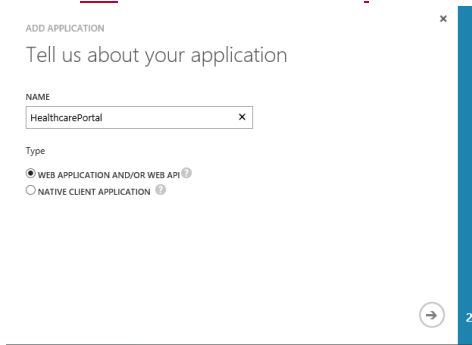 ADD APPLICATION
Tell us about your application
NAME
HealthcarePortal
Type
WEB APPLICATION AND/OR WEB API
NATIVE CLIENT APPLICATION
2